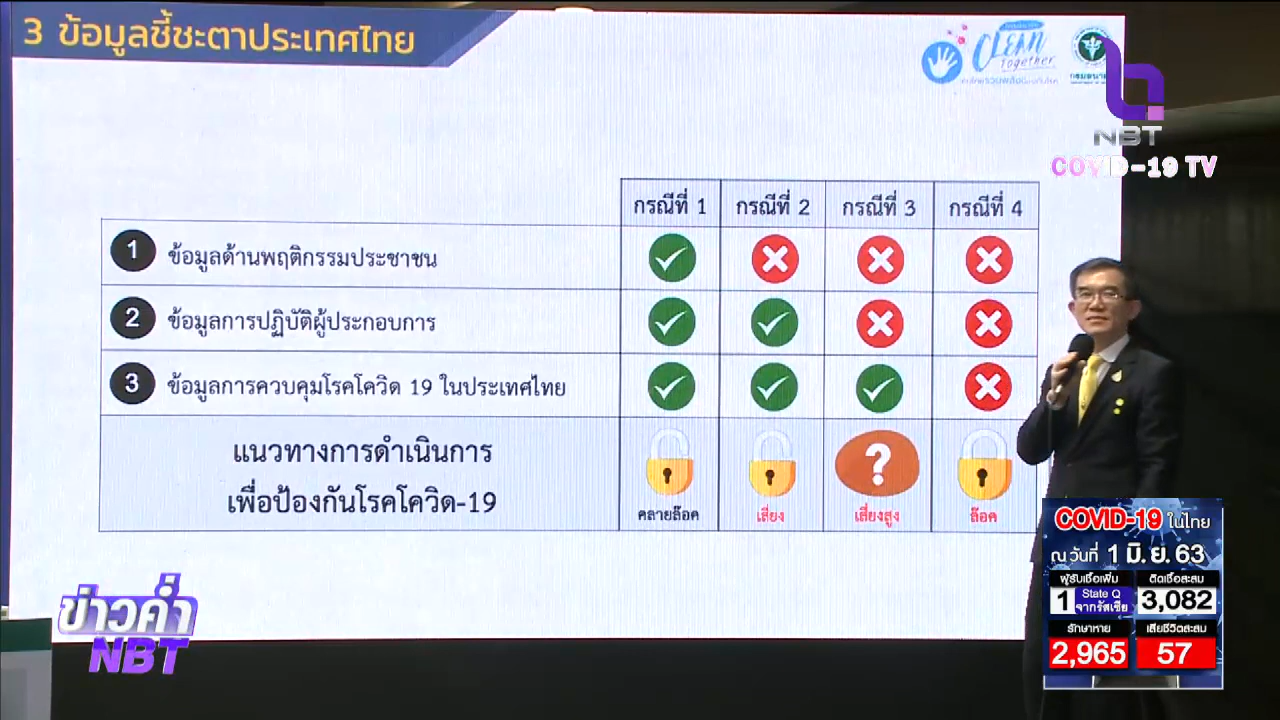 3 ข้อมูลชี้ชะตาประเทศไทย
CLEAN
Together
NBT
COVID-19 TV
กรณีที่ 1 กรณีที่ 2 กรณีที่ 3 กรณีที่ 4
1 ข้อมูลด้านพฤติกรรมประชาชน
2 ข้อมูลการปฏิบัติผู้ประกอบการ
3 ข้อมูลการควบคุมโรคโควิด 19 ในประเทศไทย
แนวทางการดำเนินการ
เพื่อป้องกันโรคโควิด-19
?
คลายล๊อค เสี่ยง เสี่ยงสูง ล๊อค
COVID-19 ในไทย
ณ วันที่ 1 มิ.ย. 63
ผู้รับเชื้อเพิ่ม ติดเชื้อสะสม
1 State Q จากรัสเซีย 3,082
รักษาหาย เสียชีวิตสะสม
2,965 57
ข่าวค่ำ
NBT